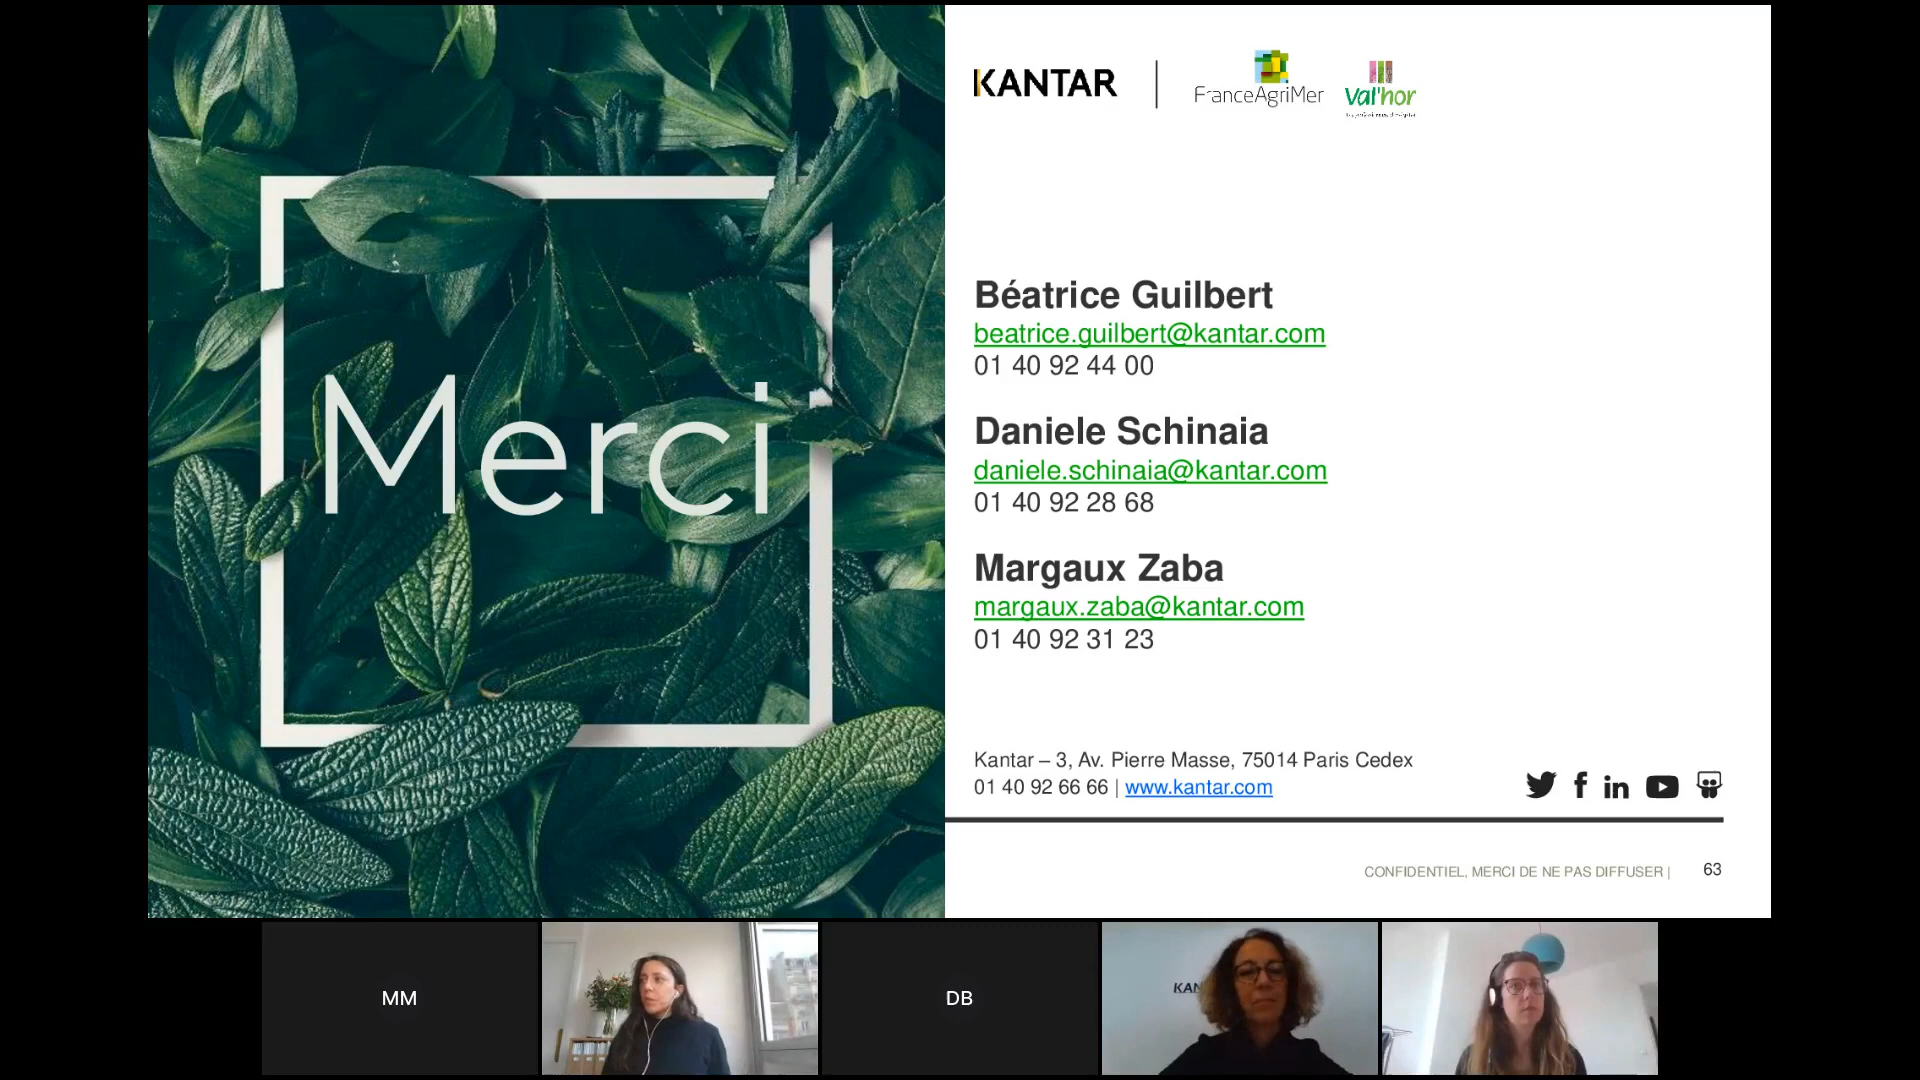 Merci
KANTAR
FranceAgriMer
Val'hor
Béatrice Guilbert
beatrice.guilbert@kantar.com
01 40 92 44 00
Daniele Schinaia
daniele.schinaia@kantar.com
01 40 92 28 68
Margaux Zaba
margaux.zaba@kantar.com
01 40 92 31 23
Kantar – 3, Av. Pierre Masse, 75014 Paris Cedex
01 40 92 66 66 | www.kantar.com
CONFIDENTIEL, MERCI DE NE PAS DIFFUSER | 63
MM
DB
KAN